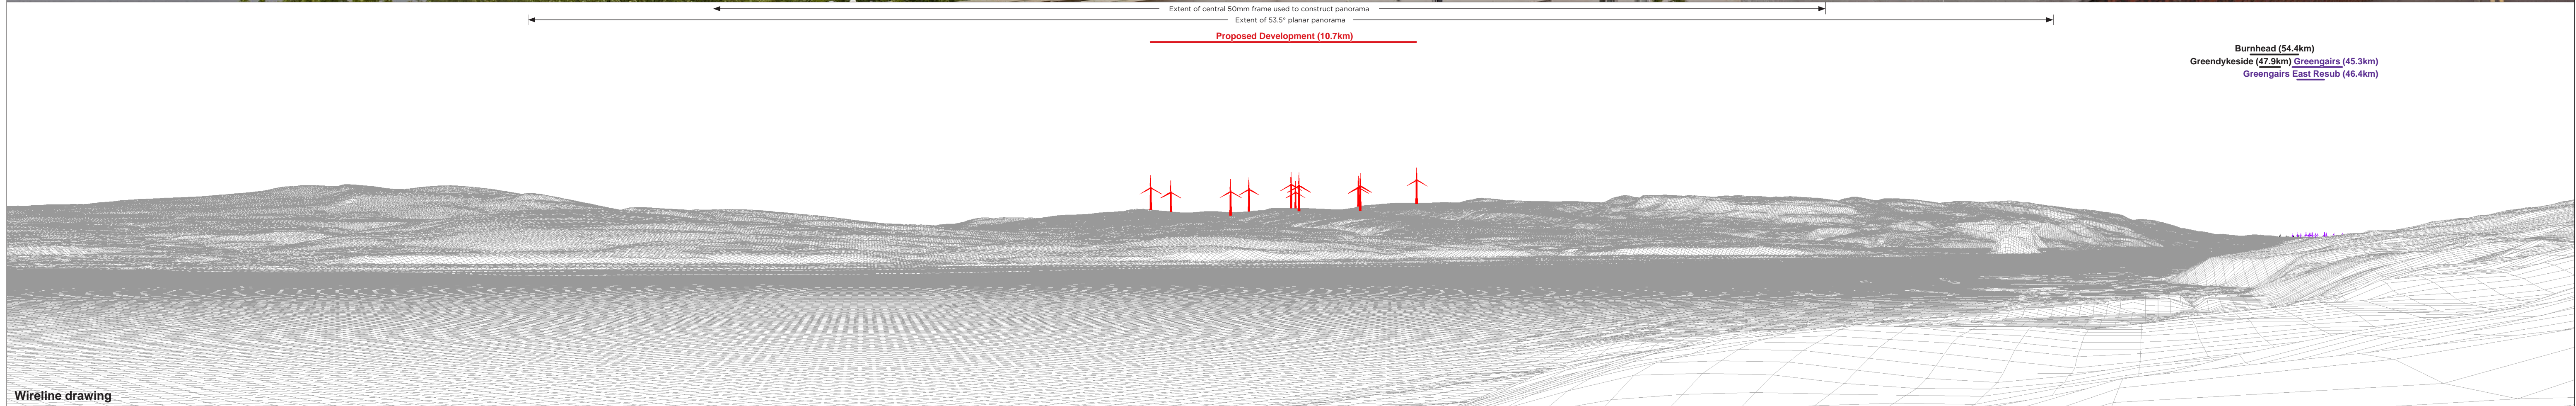 Extent of central 50mm frame used to construct panorama
Extent of 53.5° planar panorama
Proposed Development (10.7km)
Burnhead (54.4km)
Greendykeside (47.9km) Greengairs (45.3km)
Greengairs East Resub (46.4km)
Wireline drawing